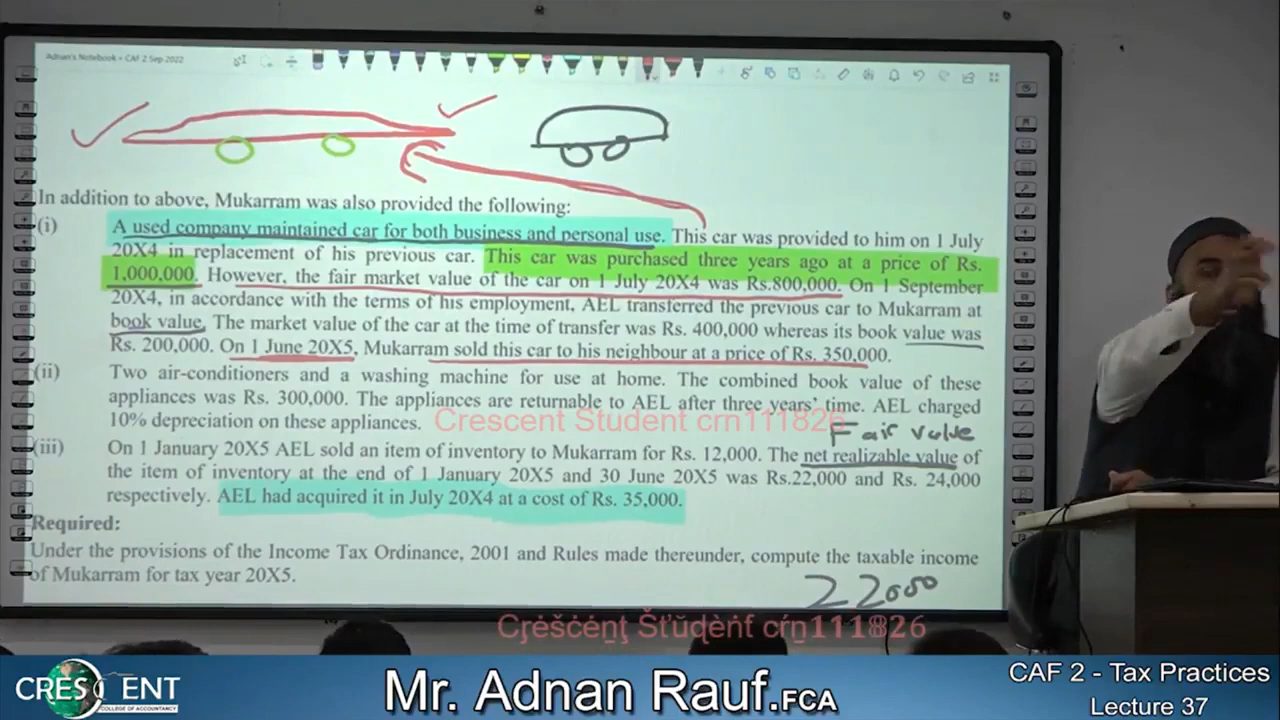 Adnan's Notebook » CAF 2 Sep 2022
In addition to above, Mukarram was also provided the following:
(i) A used company maintained car for both business and personal use. This car was provided to him on 1 July
20X4 in replacement of his previous car. This car was purchased three years ago at a price of Rs.
1,000,000. However, the fair market value of the car on 1 July 20X4 was Rs.800,000. On 1 September
20X4, in accordance with the terms of his employment, AEL transferred the previous car to Mukarram at
book value. The market value of the car at the time of transfer was Rs. 400,000 whereas its book value was
Rs. 200,000. On 1 June 20X5, Mukarram sold this car to his neighbour at a price of Rs. 350,000.
(ii) Two air-conditioners and a washing machine for use at home. The combined book value of these
appliances was Rs. 300,000. The appliances are returnable to AEL after three years' time. AEL charged
10% depreciation on these appliances.
Crescent Student crn111826
Fair value
(iii) On 1 January 20X5 AEL sold an item of inventory to Mukarram for Rs. 12,000. The net realizable value of
the item of inventory at the end of 1 January 20X5 and 30 June 20X5 was Rs.22,000 and Rs. 24,000
respectively. AEL had acquired it in July 20X4 at a cost of Rs. 35,000.
Required:
Under the provisions of the Income Tax Ordinance, 2001 and Rules made thereunder, compute the taxable income
of Mukarram for tax year 20X5.
22000
CRESCENT
COLLEGE OF ACCOUNTANCY
Mr. Adnan Rauf.FCA
CAF 2 - Tax Practices
Lecture 37